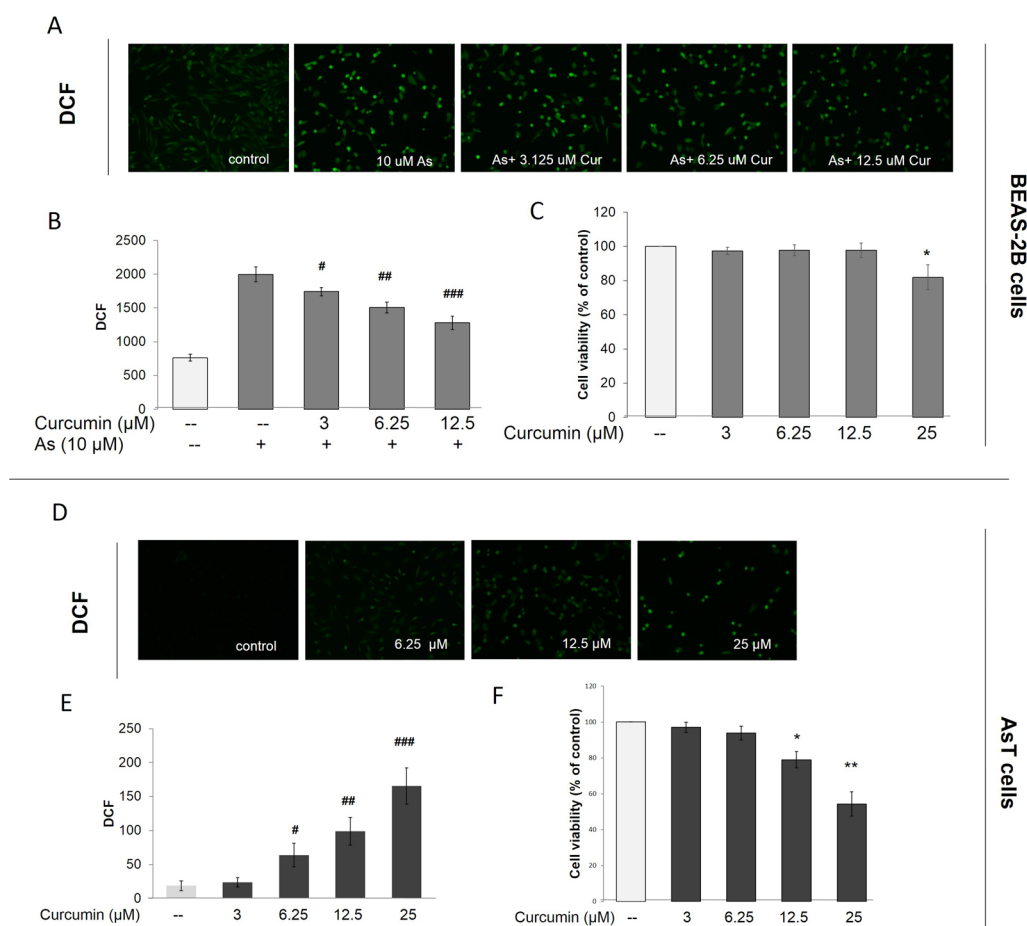 A
DCF
control
10 uM As
As+ 3.125 uM Cur
As+ 6.25 uM Cur
As+ 12.5 uM Cur
BEAS-2B cells
B
2500
2000
1500
1000
500
0
DCF
#
##
###
Curcumin (μM) -- -- 3 6.25 12.5
As (10 μM) -- + + + +
C
120
100
80
60
40
20
0
Cell viability (% of control)
*
Curcumin (μM) -- 3 6.25 12.5 25
D
DCF
control
6.25 μM
12.5 μM
25 μM
AsT cells
E
250
200
150
100
50
0
DCF
#
##
###
Curcumin (μM) -- 3 6.25 12.5 25
F
120
100
80
60
40
20
0
Cell viability (% of control)
*
**
Curcumin (μM) -- 3 6.25 12.5 25